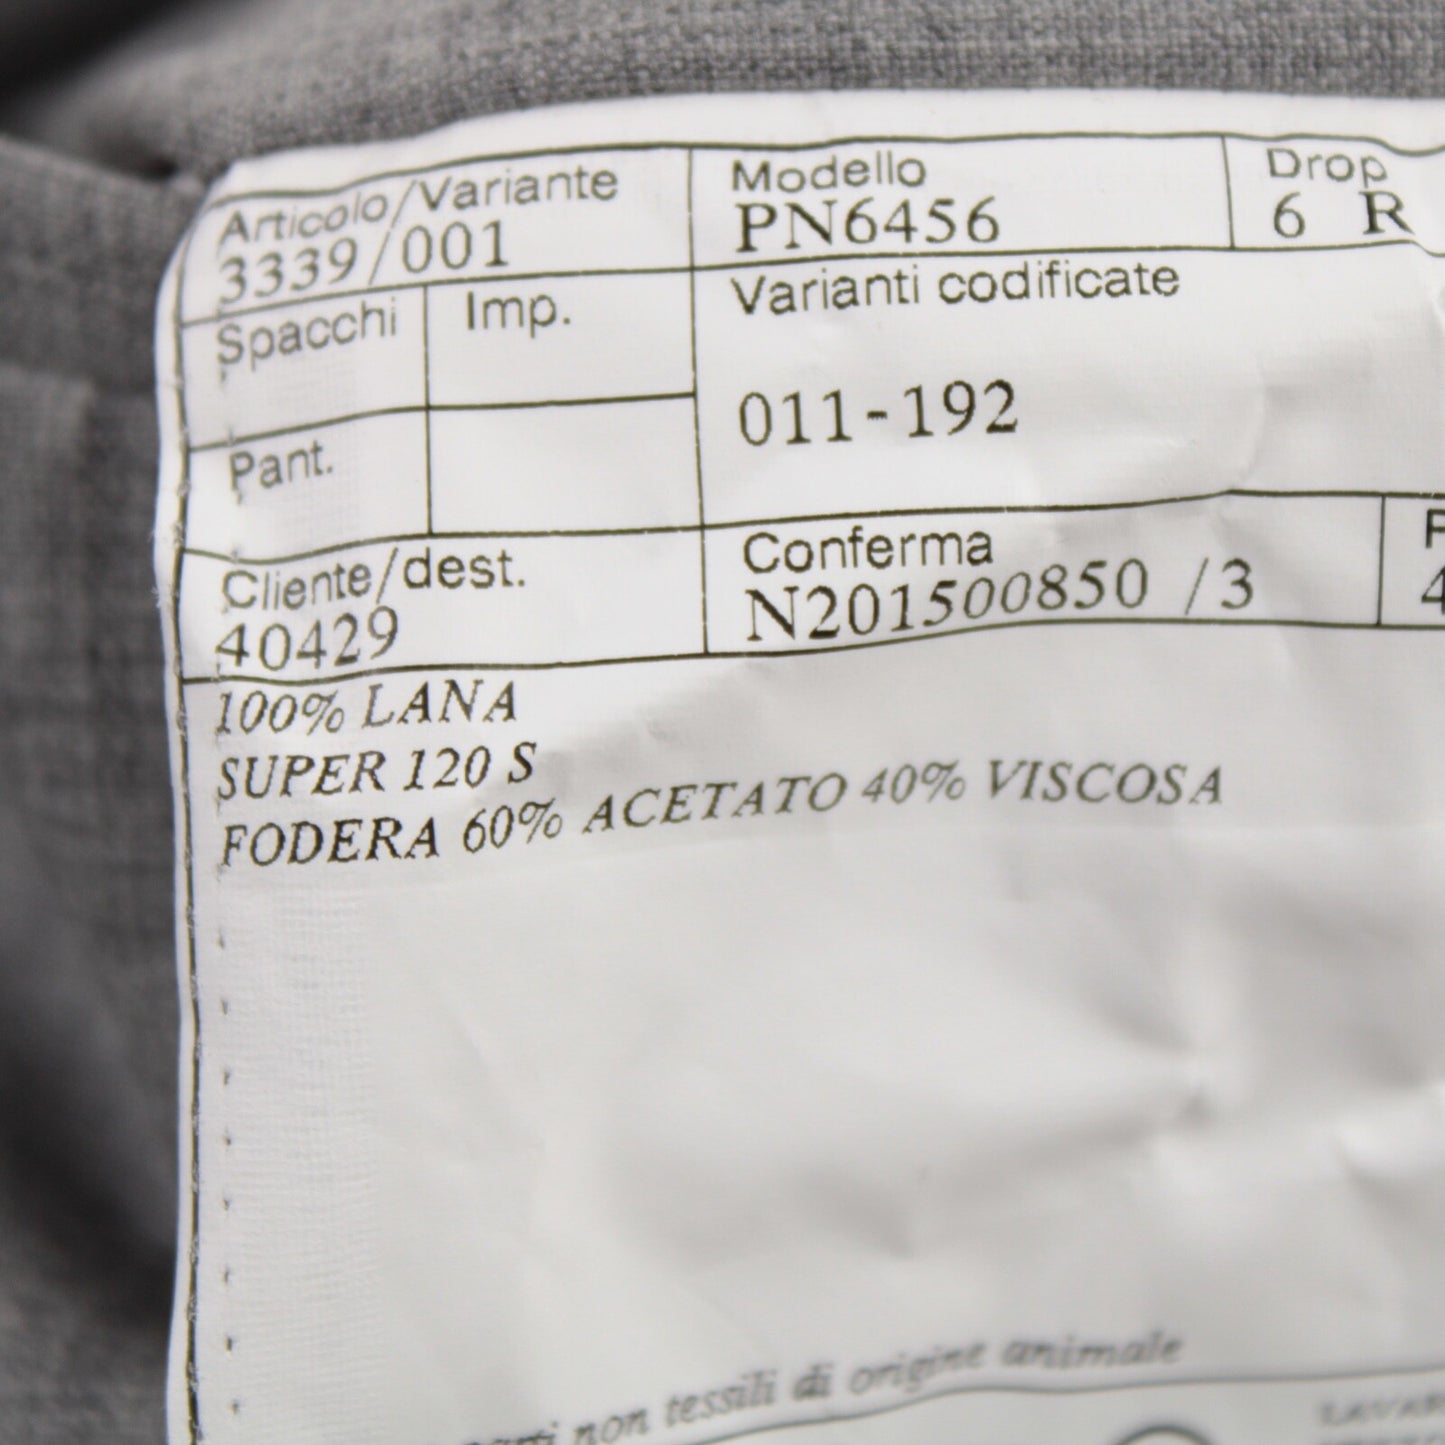 Articolo/Variante Modello Drop
3339/001 PN6456 6 R
Spacchi Imp. Varianti codificate
011-192
Pant.
Cliente/dest. Conferma
40429 N201500850 /3 4
100% LANA
SUPER 120 S
FODERA 60% ACETATO 40% VISCOSA
non tessili di origine animale